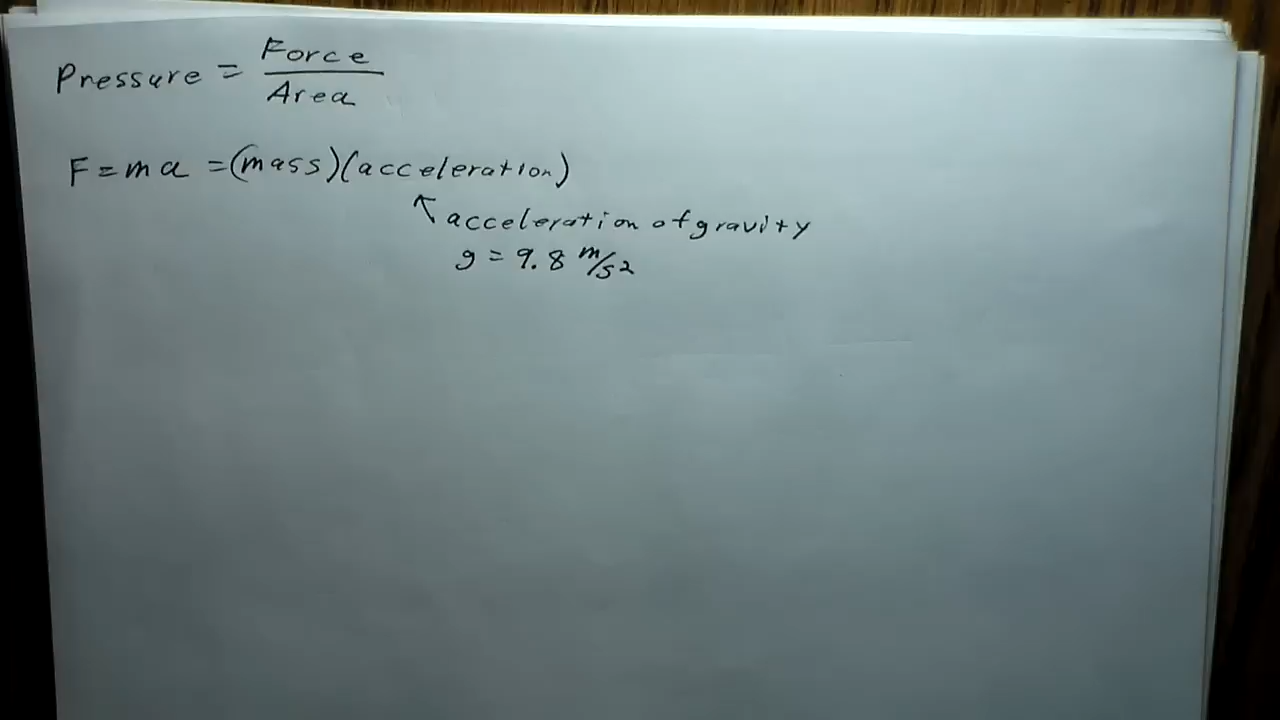 Pressure = Force / Area
F = ma = (mass)(acceleration)
↖ acceleration of gravity
g = 9.8 m/s2